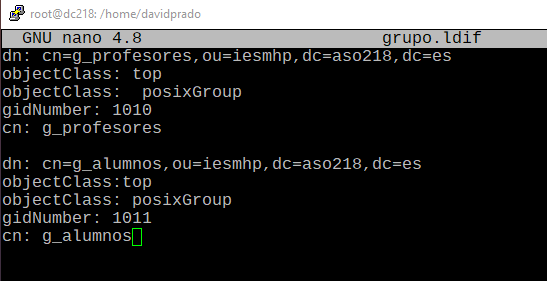 root@dc218: /home/davidprado
GNU nano 4.8 grupo.ldif
dn: cn=g_profesores,ou=iesmhp,dc=aso218,dc=es
objectClass: top
objectClass:  posixGroup
gidNumber: 1010
cn: g_profesores

dn: cn=g_alumnos,ou=iesmhp,dc=aso218,dc=es
objectClass:top
objectClass: posixGroup
gidNumber: 1011
cn: g_alumnos